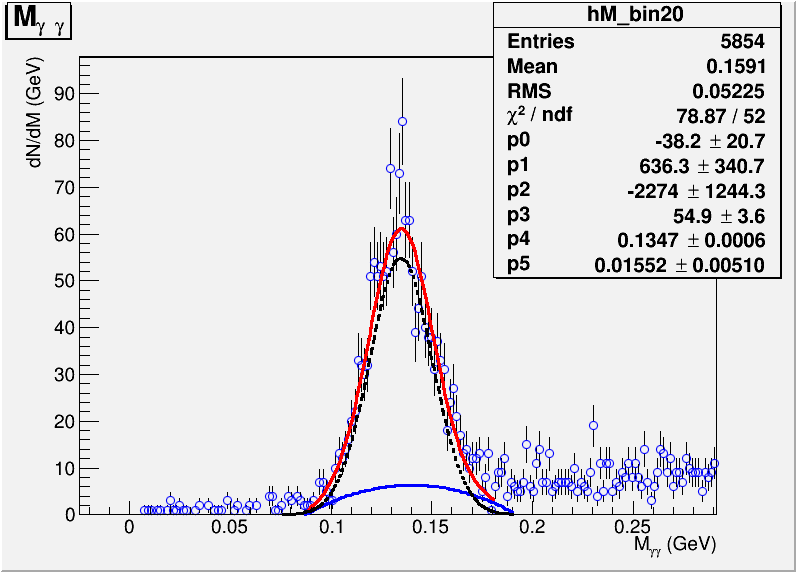 Mγ γ
hM_bin20
Entries 5854
Mean 0.1591
RMS 0.05225
χ² / ndf 78.87 / 52
p0 -38.2 ± 20.7
p1 636.3 ± 340.7
p2 -2274 ± 1244.3
p3 54.9 ± 3.6
p4 0.1347 ± 0.0006
p5 0.01552 ± 0.00510
dN/dM (GeV)
90
80
70
60
50
40
30
20
10
0
0 0.05 0.1 0.15 0.2 0.25
Mγγ (GeV)